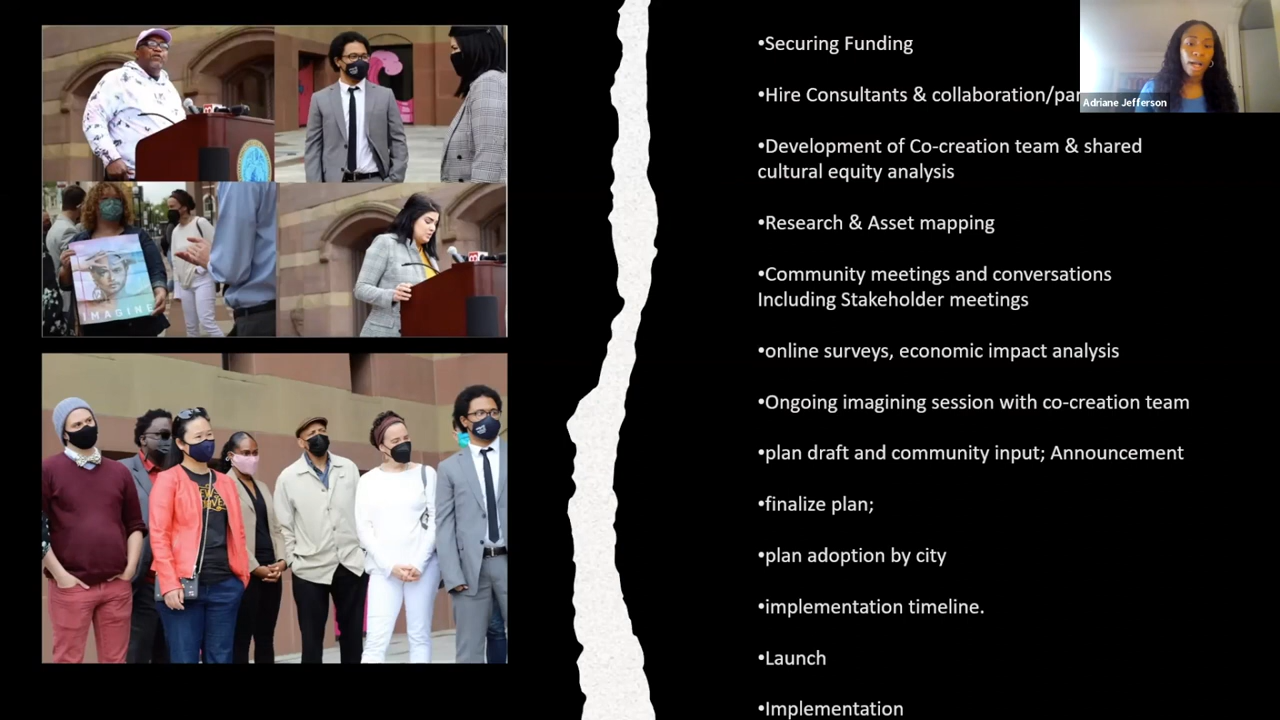 •Securing Funding
•Hire Consultants & collaboration/
Adriane Jefferson
•Development of Co-creation team & shared
cultural equity analysis
•Research & Asset mapping
•Community meetings and conversations
Including Stakeholder meetings
•online surveys, economic impact analysis
•Ongoing imagining session with co-creation team
•plan draft and community input; Announcement
•finalize plan;
•plan adoption by city
•implementation timeline.
•Launch
•Implementation
IMAGINE